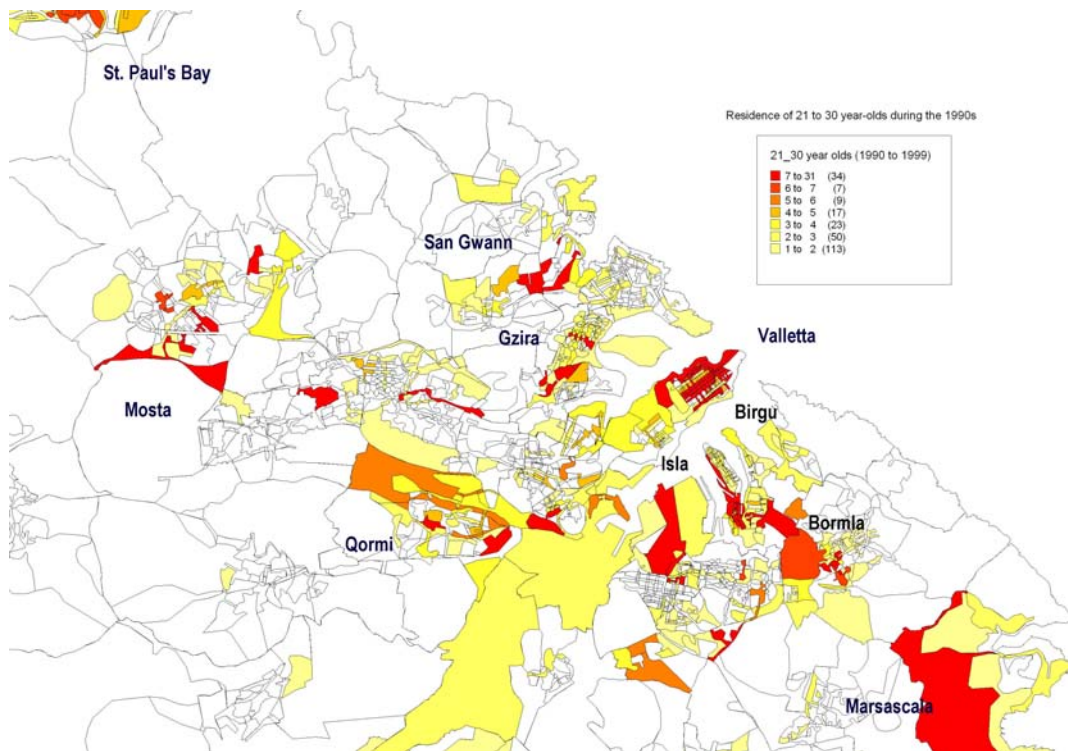 St. Paul's Bay
Residence of 21 to 30 year-olds during the 1990s
21_30 year olds (1990 to 1999)
7 to 31 (34)
6 to 7 (7)
5 to 6 (9)
4 to 5 (17)
3 to 4 (23)
2 to 3 (50)
1 to 2 (113)
San Gwann
Gzira
Valletta
Mosta
Birgu
Isla
Bormla
Qormi
Marsascala